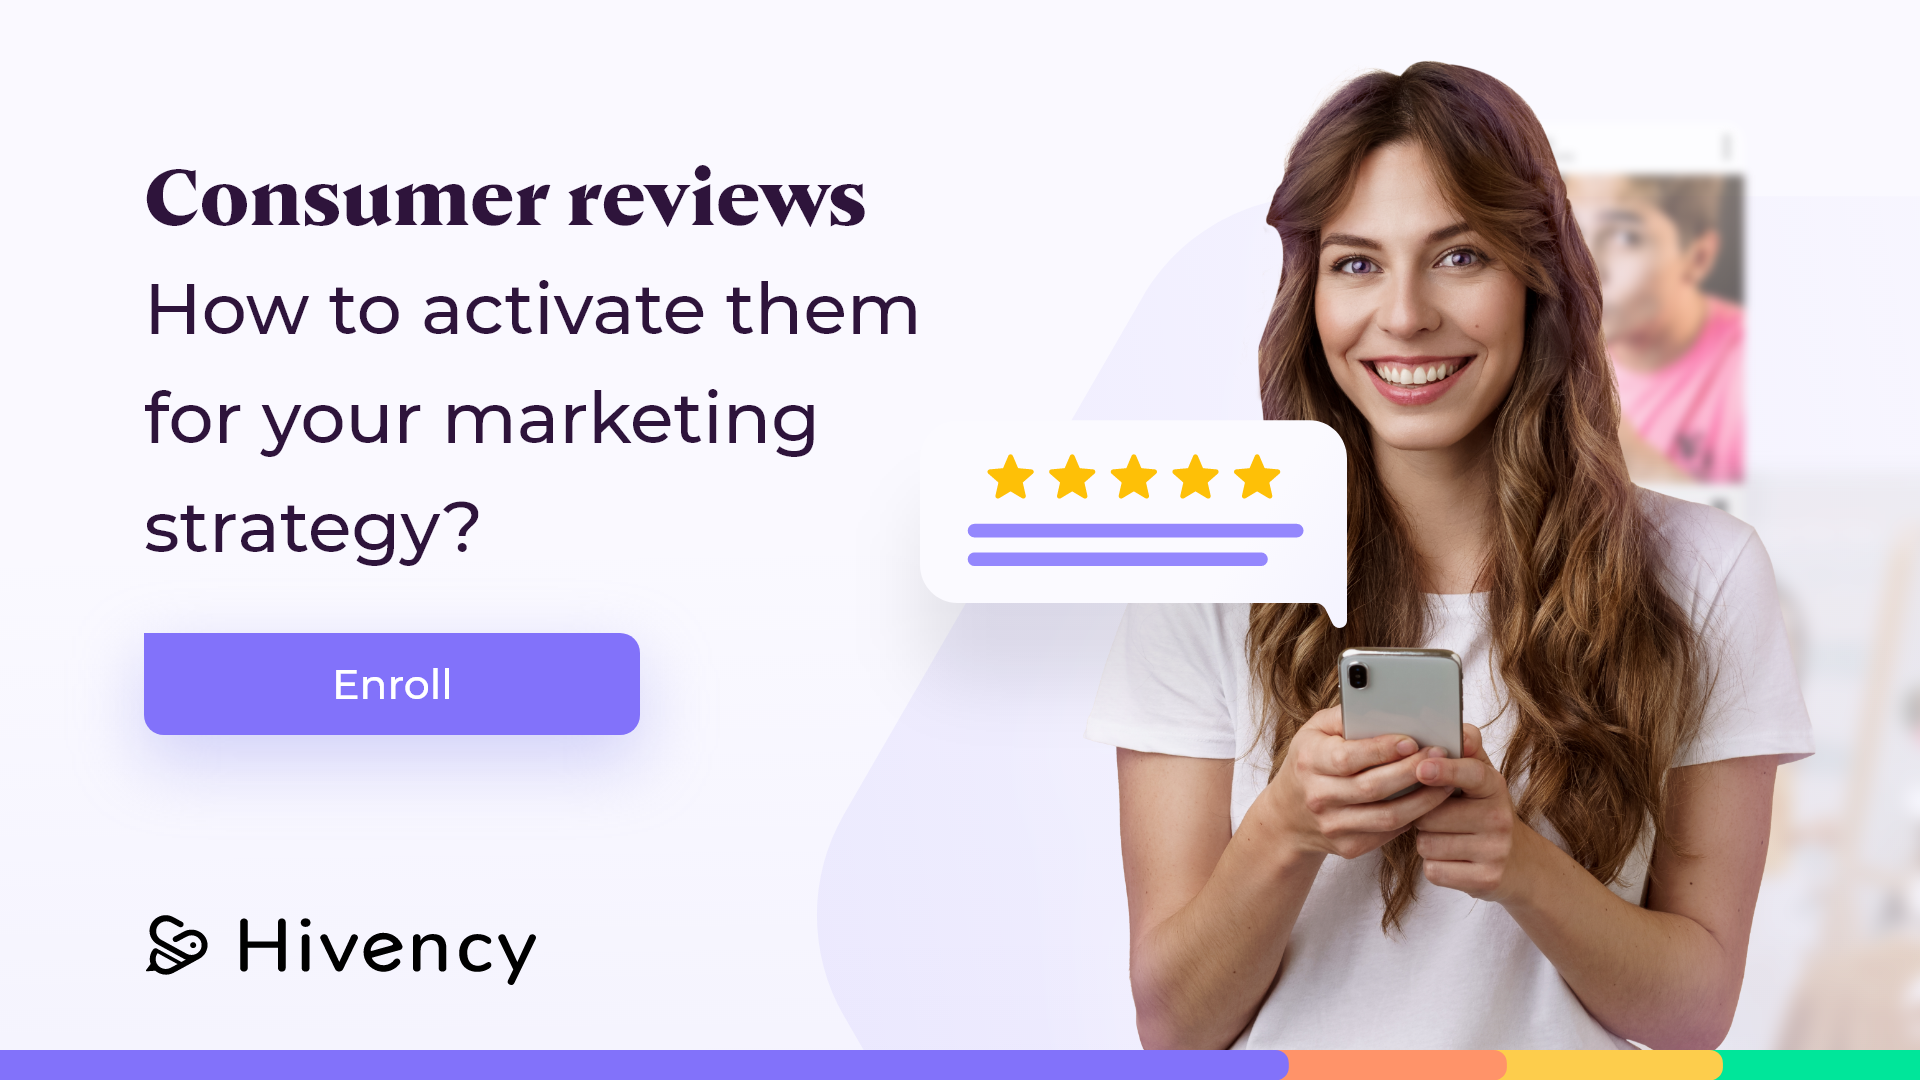 Consumer reviews
How to activate them
for your marketing
strategy?
Enroll
Hivency